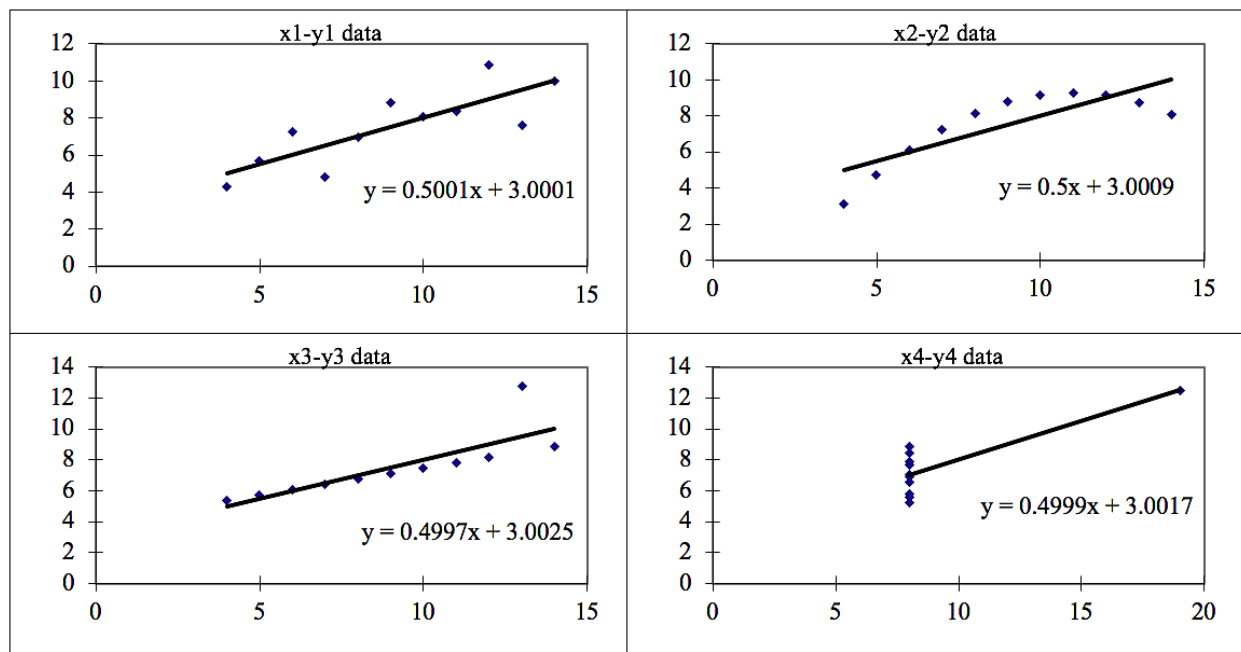 x1-y1 data
12
10
8
6
4
2
0
0 5 10 15
y = 0.5001x + 3.0001
x2-y2 data
12
10
8
6
4
2
0
0 5 10 15
y = 0.5x + 3.0009
x3-y3 data
14
12
10
8
6
4
2
0
0 5 10 15
y = 0.4997x + 3.0025
x4-y4 data
14
12
10
8
6
4
2
0
0 5 10 15 20
y = 0.4999x + 3.0017